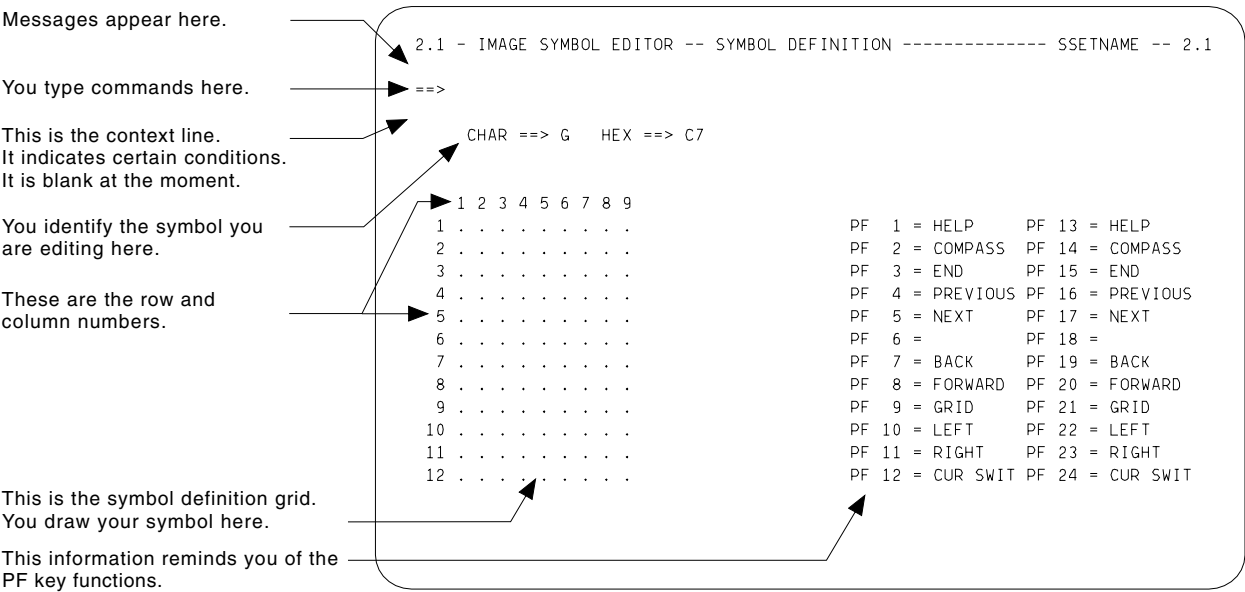 Messages appear here.
2.1 - IMAGE SYMBOL EDITOR -- SYMBOL DEFINITION ------------- SSETNAME -- 2.1
You type commands here.
==>
This is the context line.
It indicates certain conditions.
It is blank at the moment.
CHAR ==> G HEX ==> C7
You identify the symbol you
are editing here.
These are the row and
column numbers.
1 2 3 4 5 6 7 8 9
1 . . . . . . . . . PF 1 = HELP PF 13 = HELP
2 . . . . . . . . . PF 2 = COMPASS PF 14 = COMPASS
3 . . . . . . . . . PF 3 = END PF 15 = END
4 . . . . . . . . . PF 4 = PREVIOUS PF 16 = PREVIOUS
5 . . . . . . . . . PF 5 = NEXT PF 17 = NEXT
6 . . . . . . . . . PF 6 = PF 18 =
7 . . . . . . . . . PF 7 = BACK PF 19 = BACK
8 . . . . . . . . . PF 8 = FORWARD PF 20 = FORWARD
9 . . . . . . . . . PF 9 = GRID PF 21 = GRID
10 . . . . . . . . . PF 10 = LEFT PF 22 = LEFT
11 . . . . . . . . . PF 11 = RIGHT PF 23 = RIGHT
12 . . . . . . . . . PF 12 = CUR SWIT PF 24 = CUR SWIT
This is the symbol definition grid.
You draw your symbol here.
This information reminds you of the
PF key functions.